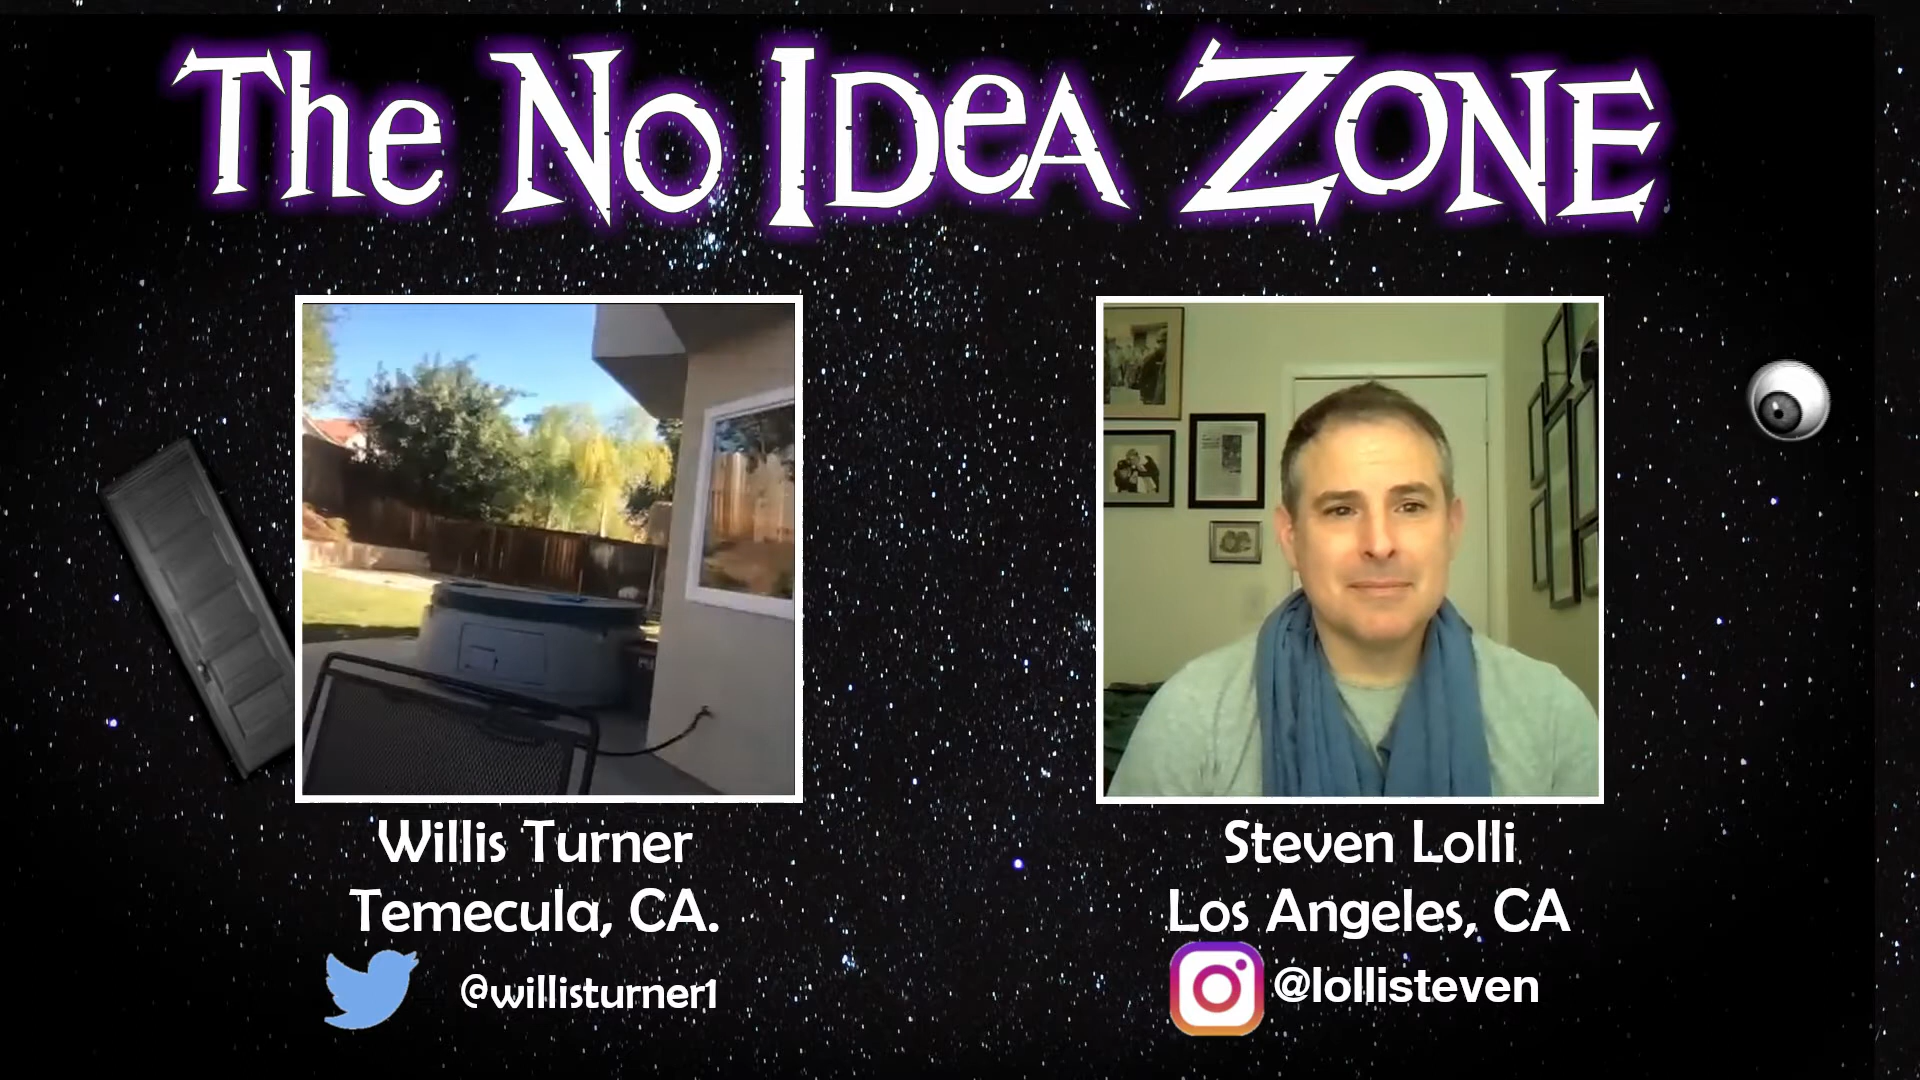 The No Idea Zone
Willis Turner
Temecula, CA.
@willisturner1
Steven Lolli
Los Angeles, CA
@lollisteven